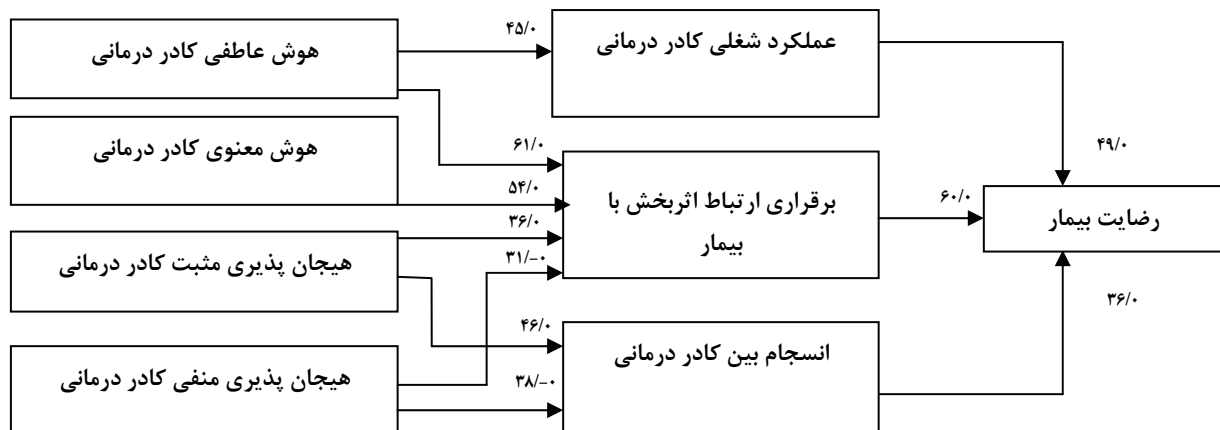 هوش عاطفی کادر درمانی
۴۵/۰
عملکرد شغلی کادر درمانی
هوش معنوی کادر درمانی
۶۱/۰
۴۹/۰
۵۴/۰
برقراری ارتباط اثربخش با
بیمار
۶۰/۰
رضایت بیمار
۳۶/۰
هیجان پذیری مثبت کادر درمانی
۳۱/-۰
۳۶/۰
۴۶/۰
انسجام بین کادر درمانی
هیجان پذیری منفی کادر درمانی
۳۸/-۰